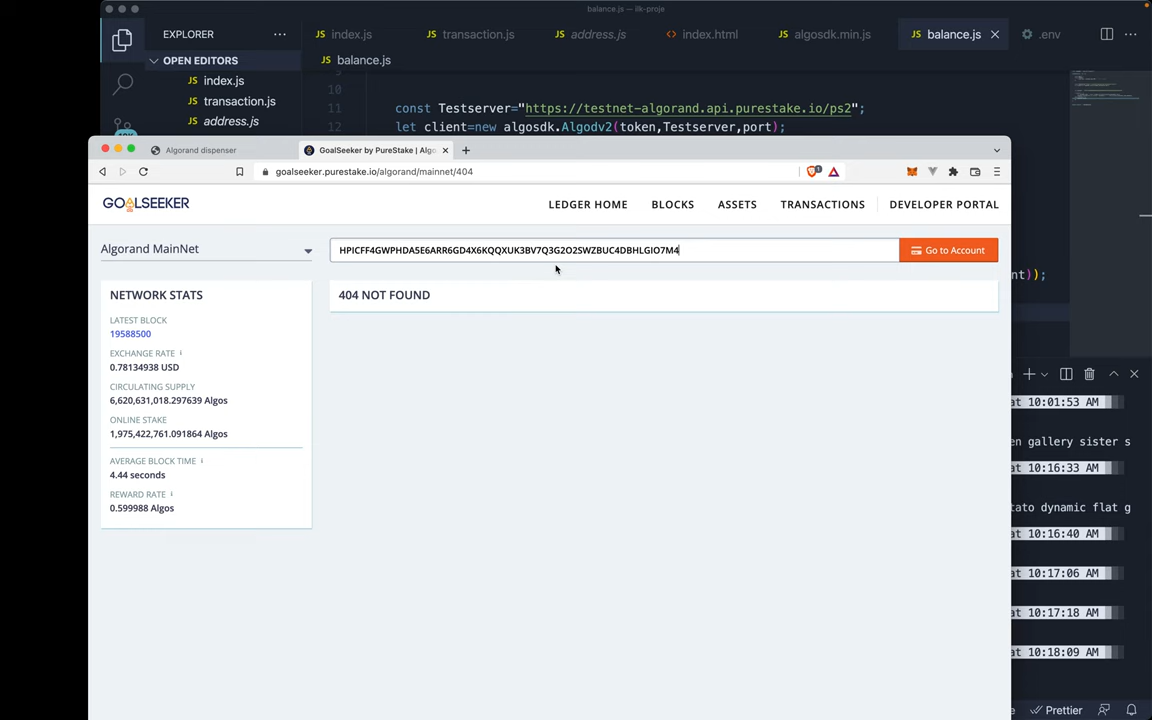 balance.js — ilk-proje
EXPLORER
index.js
transaction.js
address.js
index.html
algosdk.min.js
balance.js
.env
OPEN EDITORS
balance.js
index.js
transaction.js
address.js
10
11 const Testserver="https://testnet-algorand.api.purestake.io/ps2";
12 let client=new algosdk.Algodv2(token,Testserver,port);
Algorand dispenser
GoalSeeker by PureStake | Algo
goalseeker.purestake.io/algorand/mainnet/404
1
GOALSEEKER
LEDGER HOME
BLOCKS
ASSETS
TRANSACTIONS
DEVELOPER PORTAL
Algorand MainNet
HPICFF4GWPHDA5E6ARR6GD4X6KQQXUK3BV7Q3G2O2SWZBUC4DBHLGIO7M4
Go to Account
nt));
NETWORK STATS
404 NOT FOUND
LATEST BLOCK
19588500
EXCHANGE RATE
0.78134938 USD
CIRCULATING SUPPLY
6,620,631,018.297639 Algos
ONLINE STAKE
1,975,422,761.091864 Algos
AVERAGE BLOCK TIME
4.44 seconds
REWARD RATE
0.599988 Algos
at 10:01:53 AM
en gallery sister s
at 10:16:33 AM
tato dynamic flat g
at 10:16:40 AM
at 10:17:06 AM
at 10:17:18 AM
at 10:18:09 AM
Prettier